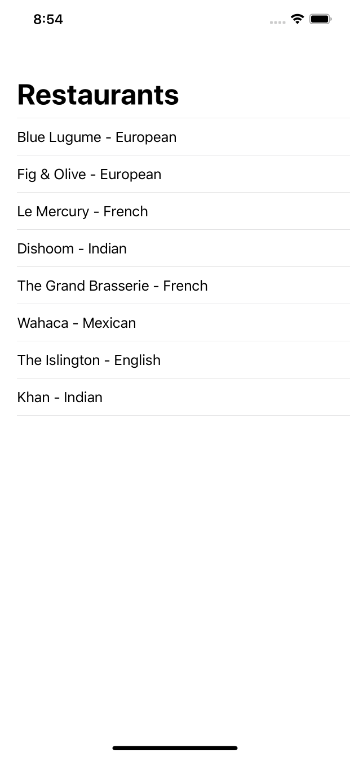 8:54
Restaurants
Blue Lugume - European
Fig & Olive - European
Le Mercury - French
Dishoom - Indian
The Grand Brasserie - French
Wahaca - Mexican
The Islington - English
Khan - Indian